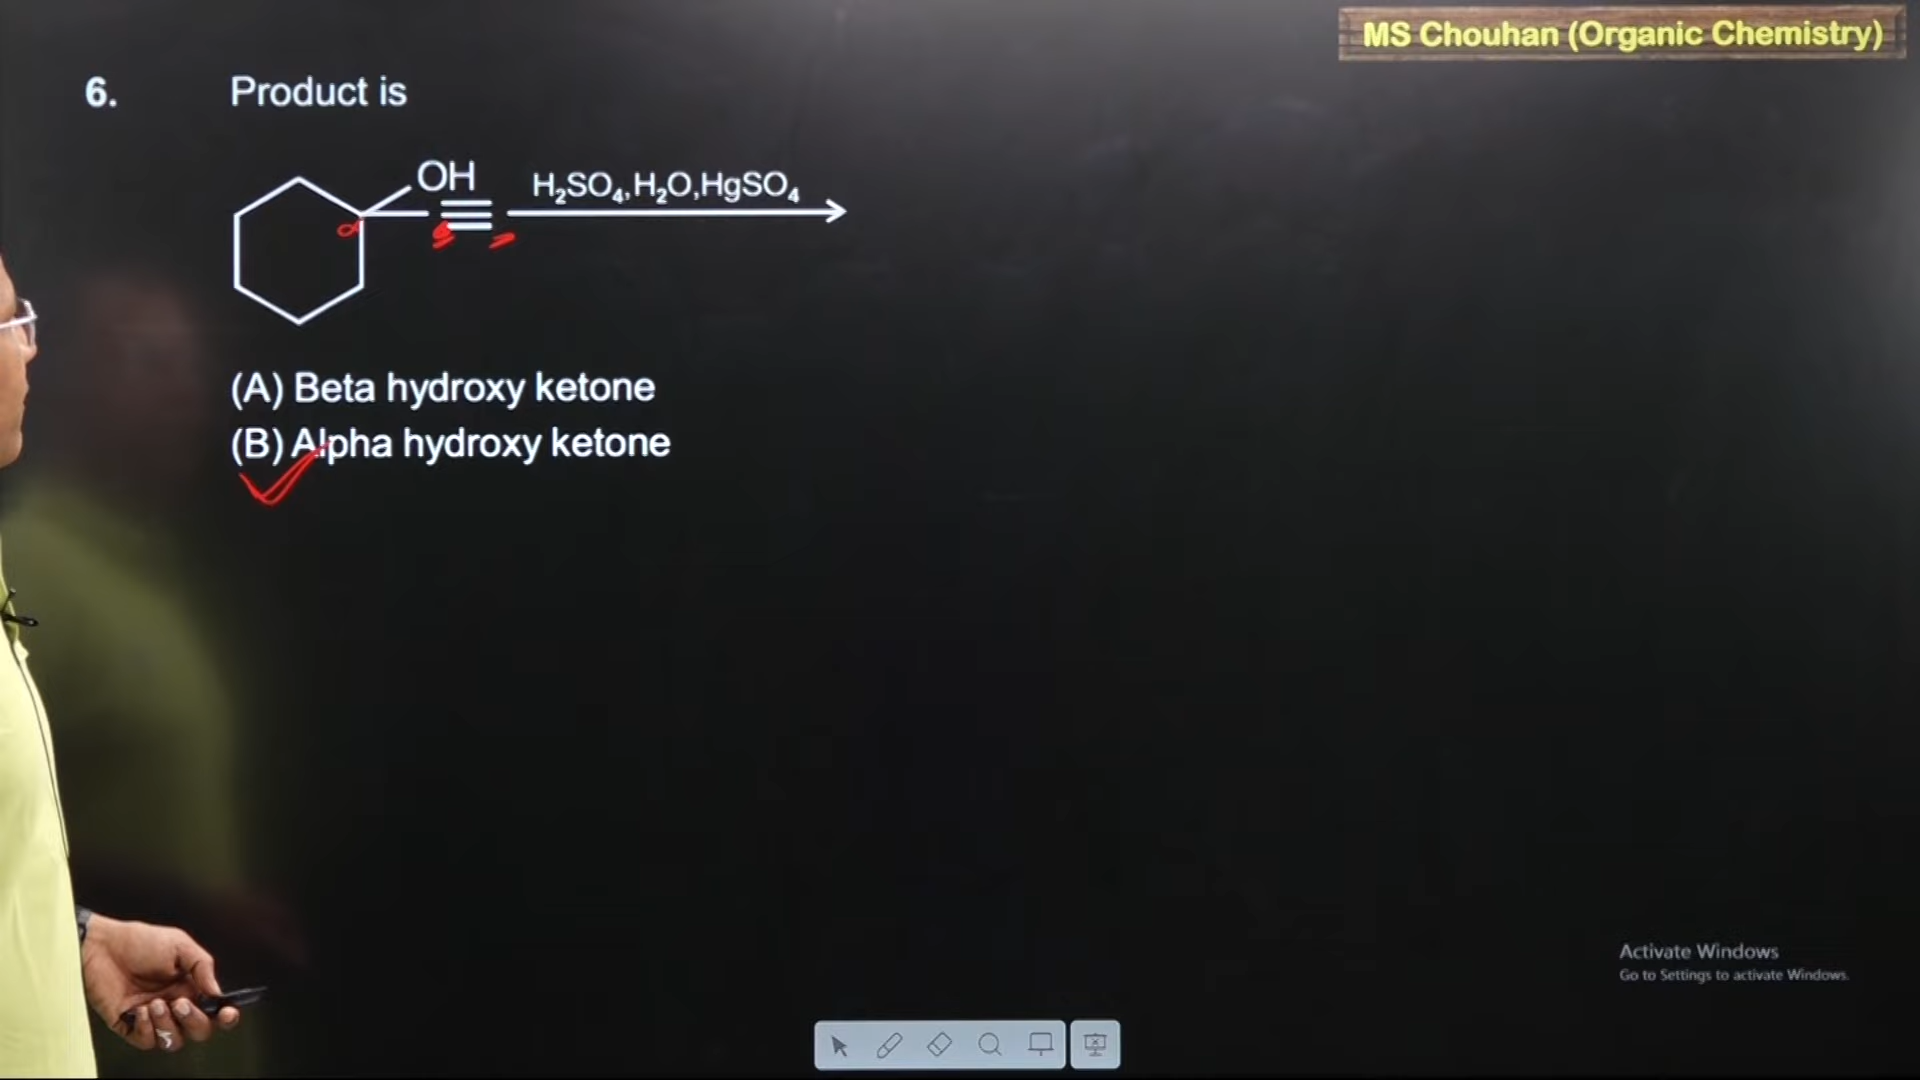 MS Chouhan (Organic Chemistry)
6. Product is
OH
H₂SO₄,H₂O,HgSO₄
α
(A) Beta hydroxy ketone
(B) Alpha hydroxy ketone
Activate Windows
Go to Settings to activate Windows.